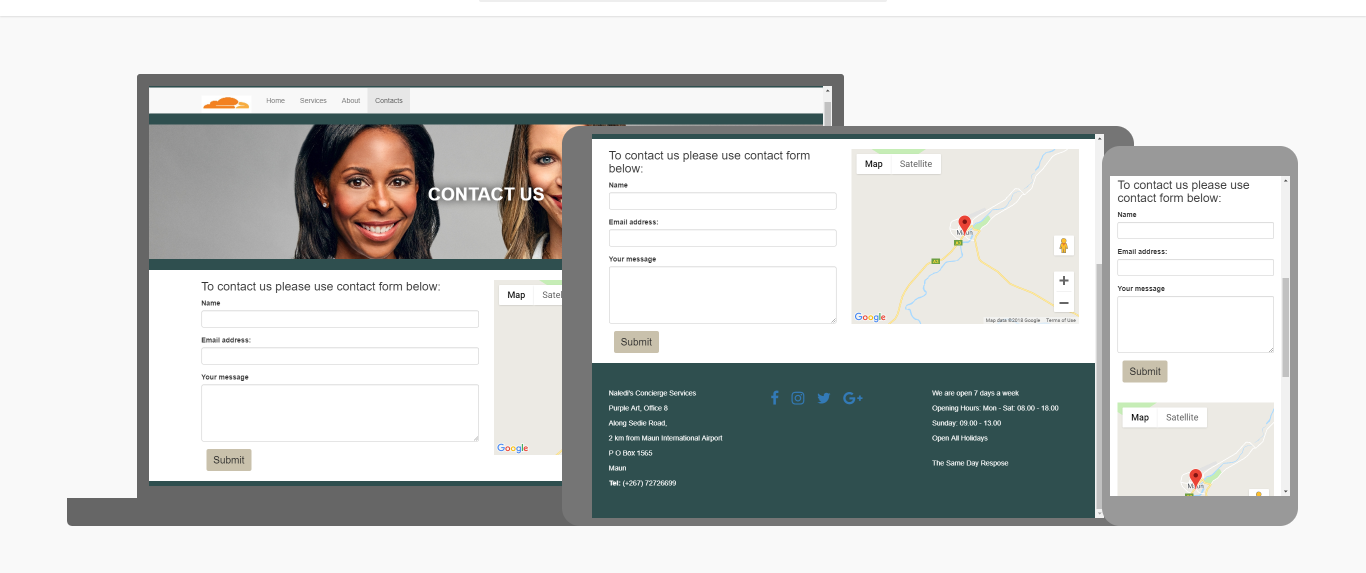 Home Services About Contacts
CONTACT US
To contact us please use contact form below:
Name
Email address:
Your message
Submit
Map
Google
To contact us please use contact form
below:
Name
Email address:
Your message
Submit
Map Satellite
Maun
A3
A3
Google
Map data ©2019 Google Terms of Use
Naledi's Concierge Services
Purple Art, Office 8
Along Sedie Road,
2 km from Maun International Airport
P O Box 1565
Maun
Tel: (+267) 72726699
We are open 7 days a week
Opening Hours: Mon - Sat: 08.00 - 18.00
Sunday: 09.00 - 13.00
Open All Holidays
The Same Day Respose
To contact us please use
contact form below:
Name
Email address:
Your message
Submit
Map Satellite
Maun